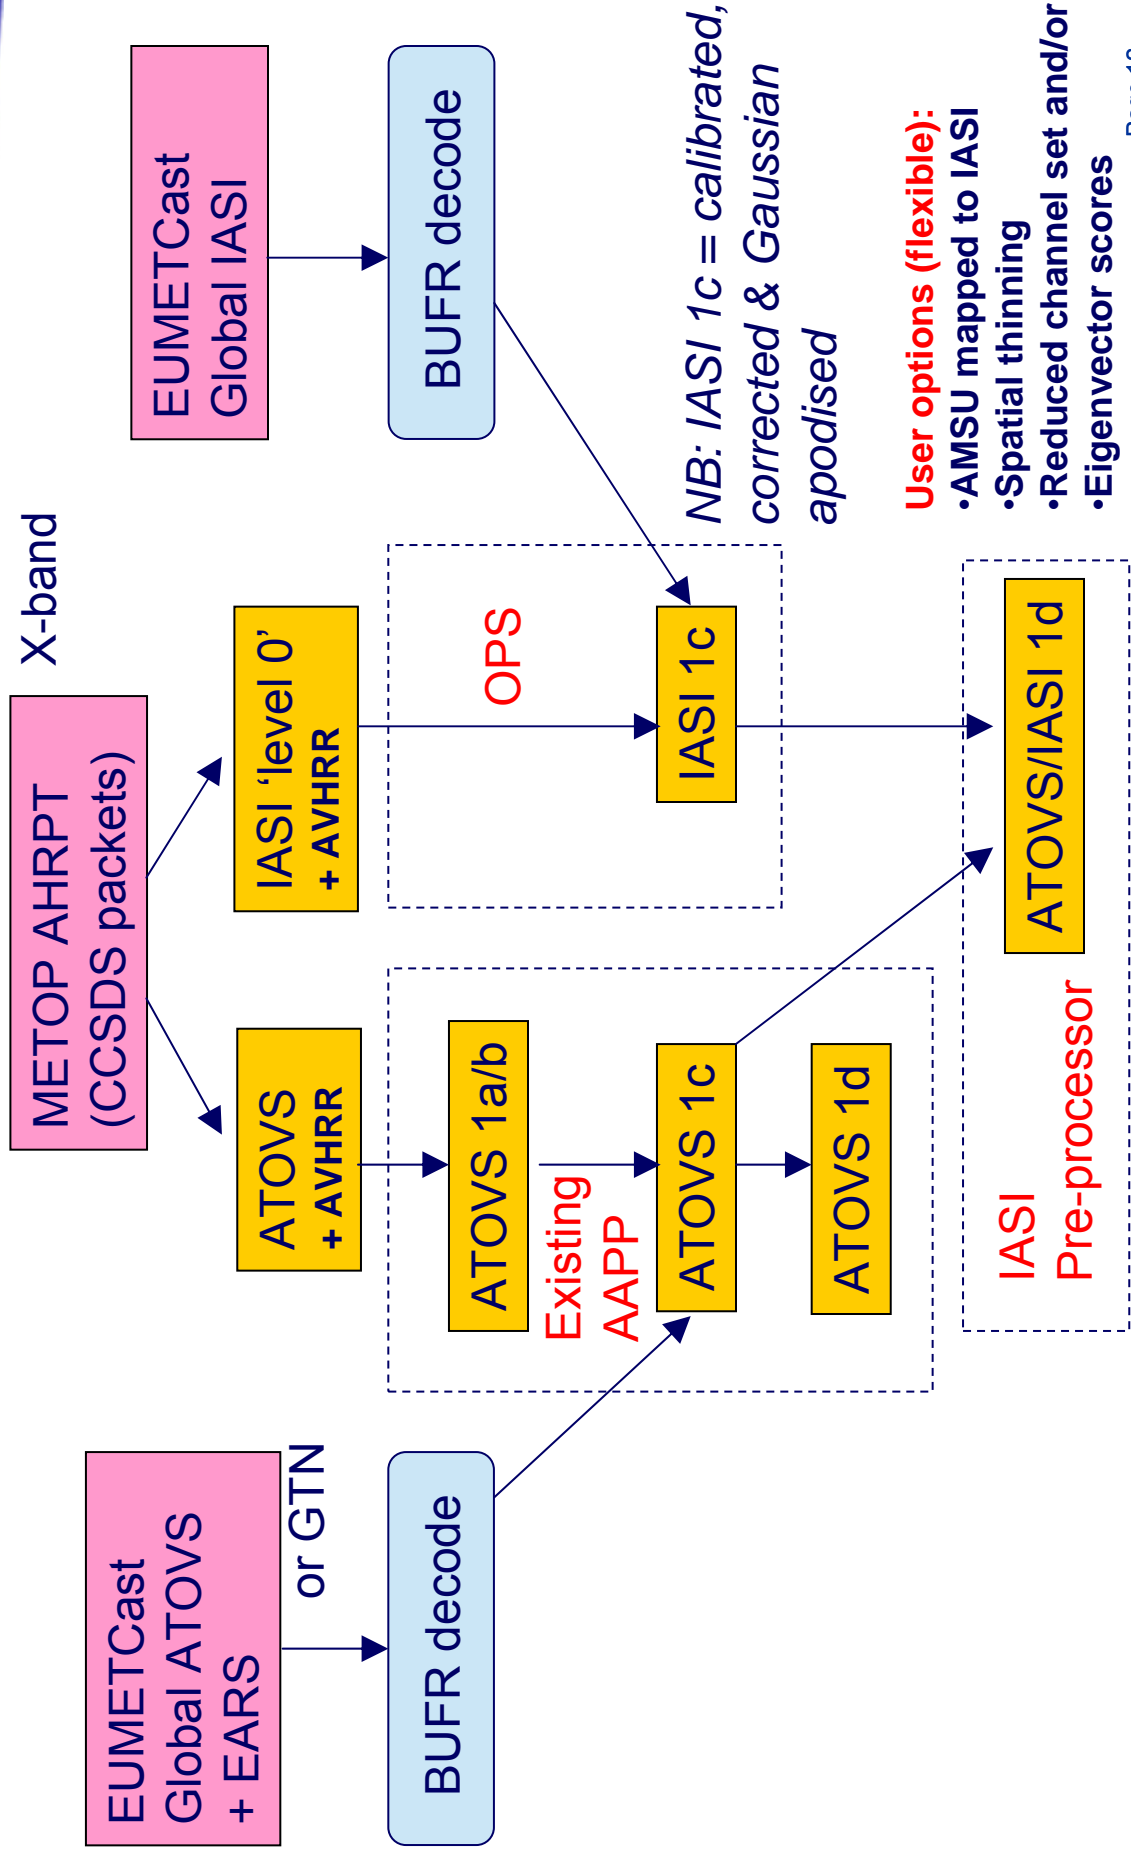 X-band
METOP AHRPT
(CCSDS packets)
EUMETCast
Global ATOVS
+ EARS
or GTN
ATOVS
+ AVHRR
IASI ‘level 0’
+ AVHRR
EUMETCast
Global IASI
BUFR decode
ATOVS 1a/b
Existing
AAPP
ATOVS 1c
ATOVS 1d
OPS
IASI 1c
BUFR decode
NB: IASI 1c = calibrated,
corrected & Gaussian
apodised
IASI
Pre-processor
ATOVS/IASI 1d
User options (flexible):
•AMSU mapped to IASI
•Spatial thinning
•Reduced channel set and/or
•Eigenvector scores